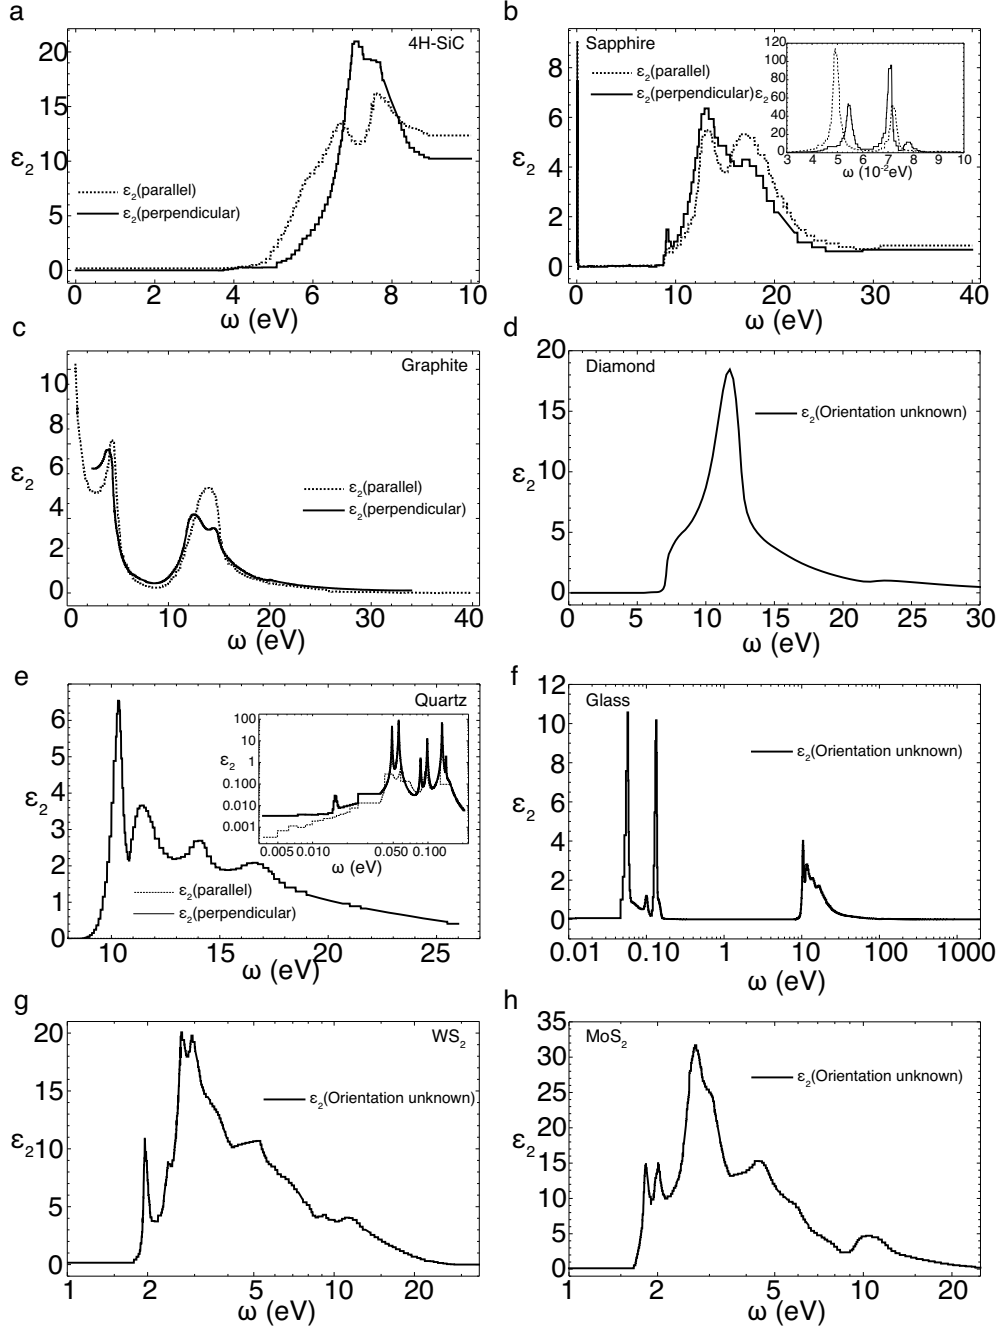 a
4H-SiC
20
15
10
5
0
ε₂
ε₂(parallel)
ε₂(perpendicular)
0 2 4 6 8 10
ω (eV)
b
Sapphire
8
6
4
2
0
ε₂
ε₂(parallel)
ε₂(perpendicular)
ε₂
120
100
80
60
40
20
0
3 4 5 6 7 8 9 10
ω (10⁻²eV)
0 10 20 30 40
ω (eV)
c
Graphite
10
8
6
4
2
0
ε₂
ε₂(parallel)
ε₂(perpendicular)
0 10 20 30 40
ω (eV)
d
Diamond
20
15
10
5
0
ε₂
ε₂(Orientation unknown)
0 5 10 15 20 25 30
ω (eV)
e
Quartz
6
5
4
3
2
1
0
ε₂
100
10
1
0.100
0.010
0.001
ε₂
0.005 0.010 0.050 0.100
ω (eV)
ε₂(parallel)
ε₂(perpendicular)
10 15 20 25
ω (eV)
f
Glass
12
10
8
6
4
2
0
ε₂
ε₂(Orientation unknown)
0.01 0.10 1 10 100 1000
ω (eV)
g
WS₂
20
15
10
5
0
ε₂
ε₂(Orientation unknown)
1 2 5 10 20
ω (eV)
h
MoS₂
35
30
25
20
15
10
5
0
ε₂
ε₂(Orientation unknown)
1 2 5 10 20
ω (eV)